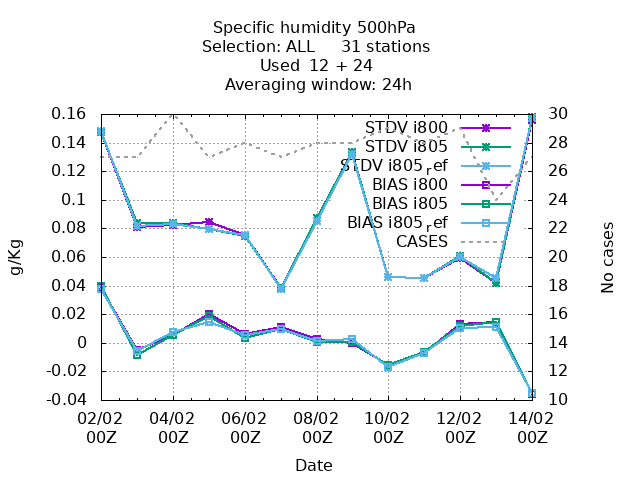 Specific humidity 500hPa
Selection: ALL 31 stations
Used 12 + 24
Averaging window: 24h
0.16
0.14
0.12
0.1
0.08
0.06
0.04
0.02
0
-0.02
-0.04
g/Kg
30
28
26
24
22
20
18
16
14
12
10
No cases
STDV i800
STDV i805
STDV i805ref
BIAS i800
BIAS i805
BIAS i805ref
CASES
02/02 04/02 06/02 08/02 10/02 12/02 14/02
00Z 00Z 00Z 00Z 00Z 00Z 00Z
Date